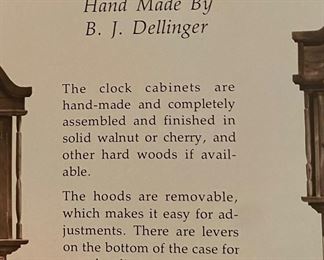 Hand Made By
B. J. Dellinger
The clock cabinets are
hand-made and completely
assembled and finished in
solid walnut or cherry, and
other hard woods if avail-
able.
The hoods are removable,
which makes it easy for ad-
justments. There are levers
on the bottom of the case for